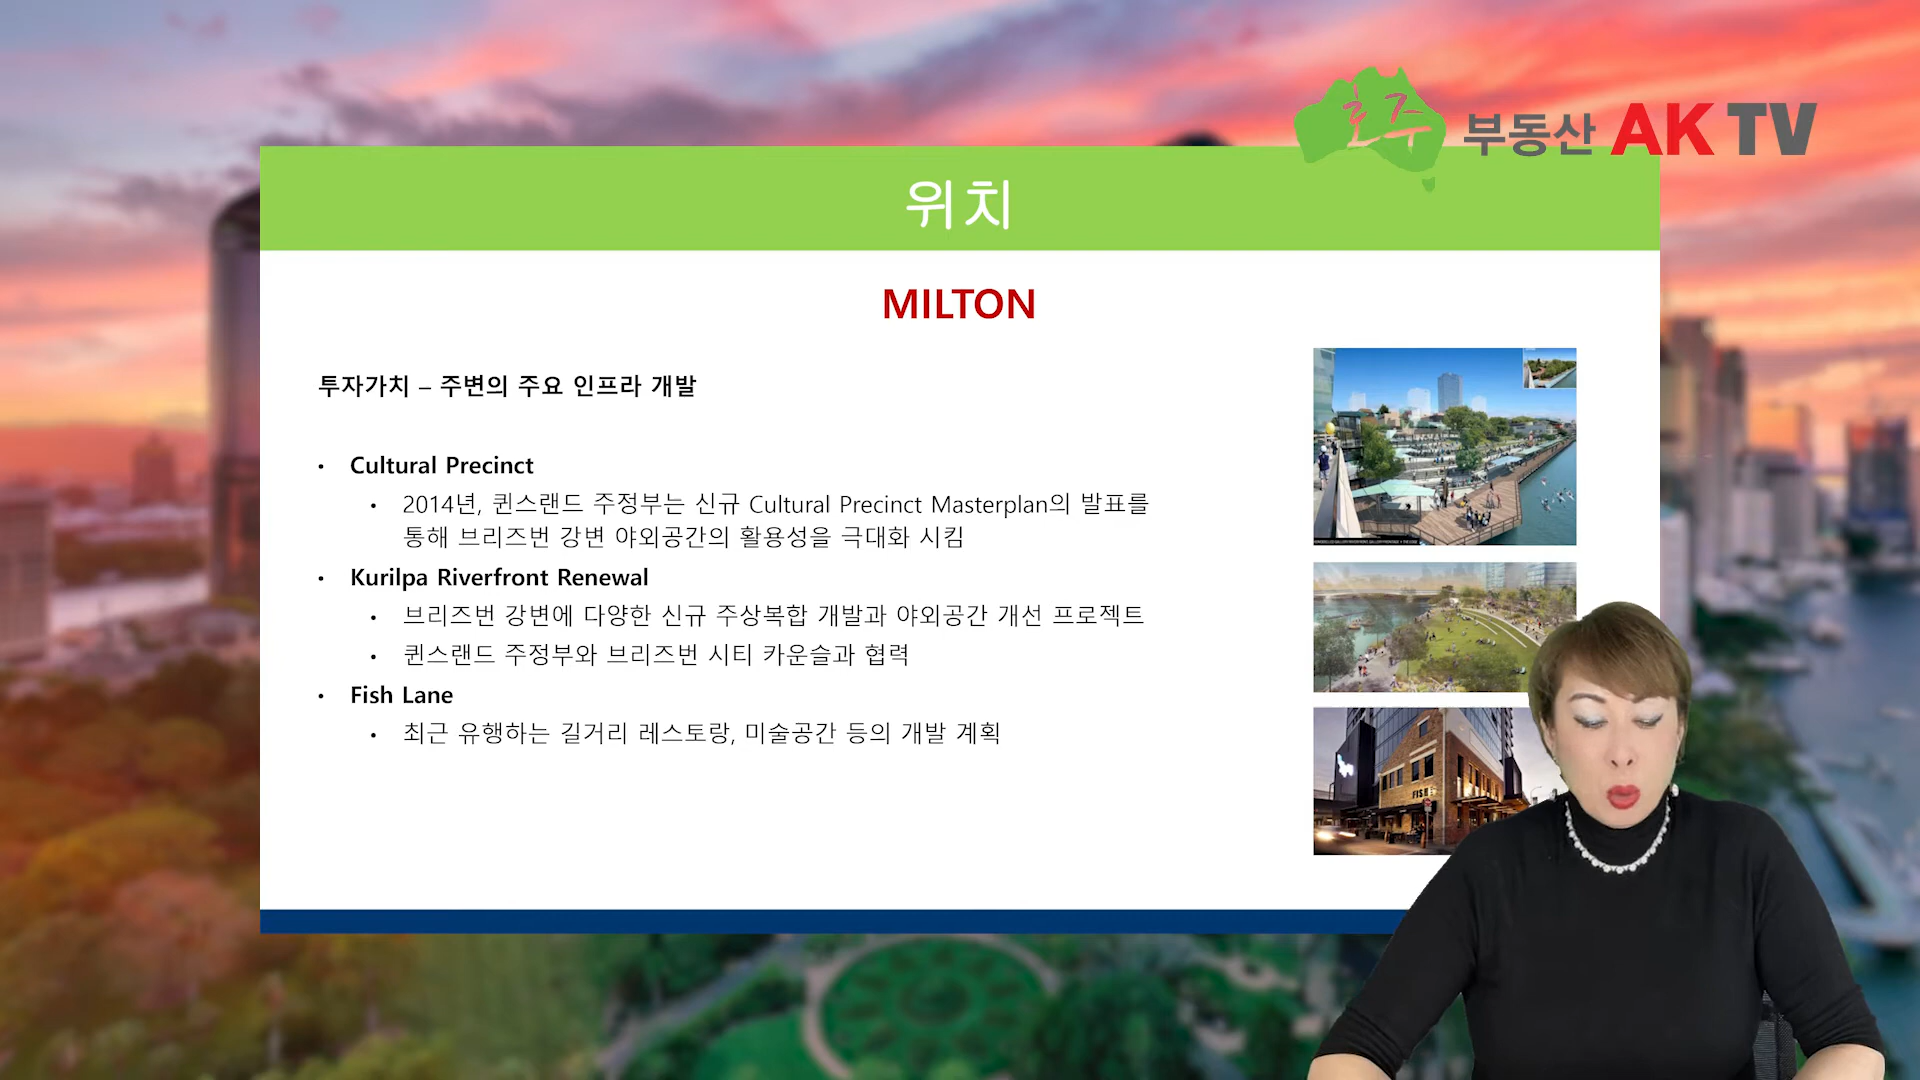 호주 부동산 AK TV
위치
MILTON
투자가치 – 주변의 주요 인프라 개발
• Cultural Precinct
• 2014년, 퀸스랜드 주정부는 신규 Cultural Precinct Masterplan의 발표를
통해 브리즈번 강변 야외공간의 활용성을 극대화 시킴
• Kurilpa Riverfront Renewal
• 브리즈번 강변에 다양한 신규 주상복합 개발과 야외공간 개선 프로젝트
• 퀸스랜드 주정부와 브리즈번 시티 카운슬과 협력
• Fish Lane
• 최근 유행하는 길거리 레스토랑, 미술공간 등의 개발 계획
FISH